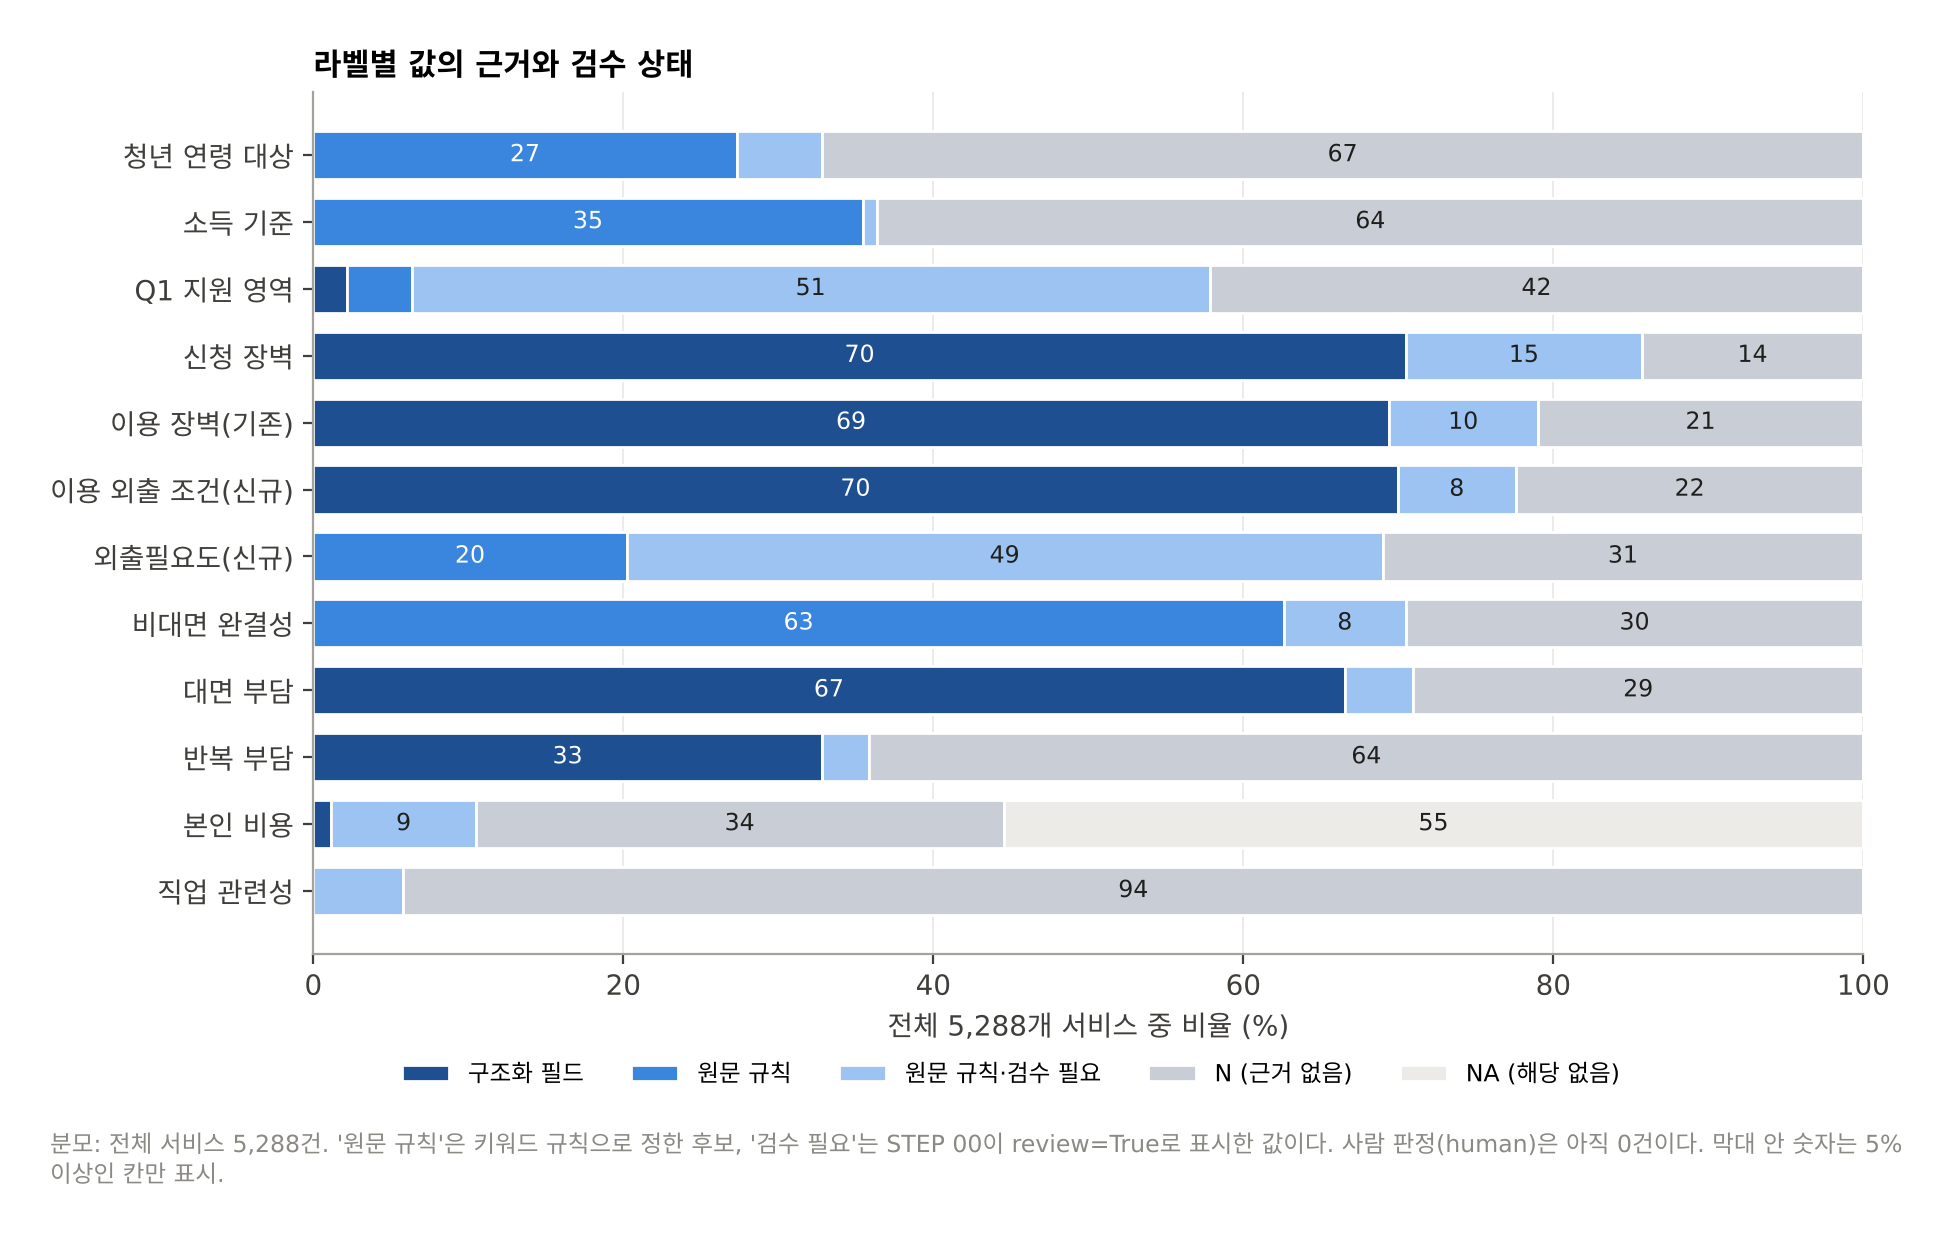 라벨별 값의 근거와 검수 상태
청년 연령 대상 27 67
소득 기준 35 64
Q1 지원 영역 51 42
신청 장벽 70 15 14
이용 장벽(기존) 69 10 21
이용 외출 조건(신규) 70 8 22
외출필요도(신규) 20 49 31
비대면 완결성 63 8 30
대면 부담 67 29
반복 부담 33 64
본인 비용 9 34 55
직업 관련성 94
0 20 40 60 80 100
전체 5,288개 서비스 중 비율 (%)
구조화 필드 원문 규칙 원문 규칙·검수 필요 N (근거 없음) NA (해당 없음)
분모: 전체 서비스 5,288건. '원문 규칙'은 키워드 규칙으로 정한 후보, '검수 필요'는 STEP 00이 review=True로 표시한 값이다. 사람 판정(human)은 아직 0건이다. 막대 안 숫자는 5%
이상인 칸만 표시.